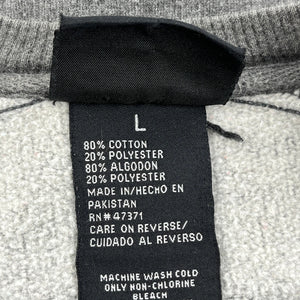 L
80% COTTON
20% POLYESTER
80% ALGODON
20% POLYESTER
MADE IN/HECHO EN
PAKISTAN
RN# 47371
CARE ON REVERSE/
CUIDADO AL REVERSO
MACHINE WASH COLD
ONLY NON-CHLORINE
BLEACH